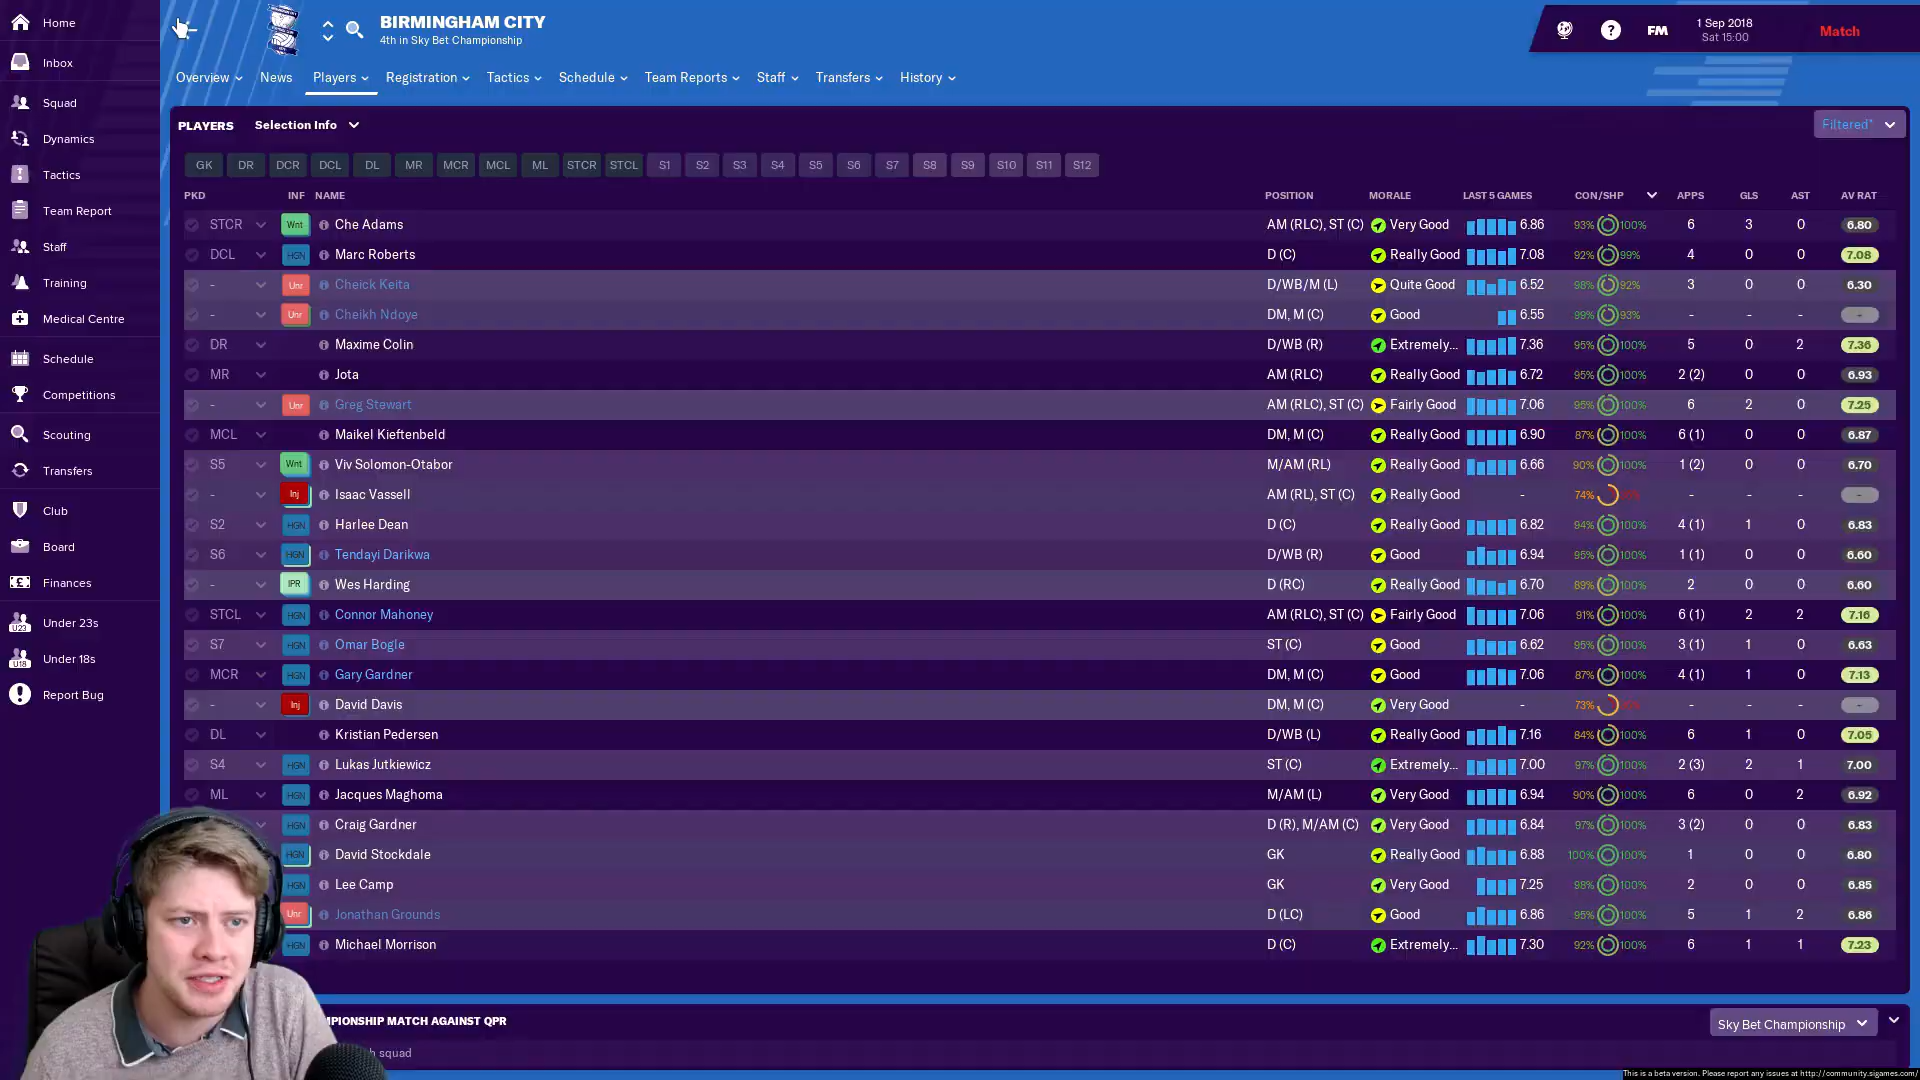 Home
Inbox
Squad
Dynamics
Tactics
Team Report
Staff
Training
Medical Centre
Schedule
Competitions
Scouting
Transfers
Club
Board
Finances
U23 Under 23s
U18 Under 18s
Report Bug
BIRMINGHAM CITY
4th in Sky Bet Championship
? FM 1 Sep 2018 Sat 15:00 Match
Overview News Players Registration Tactics Schedule Team Reports Staff Transfers History
PLAYERS Selection Info Filtered*
GK DR DCR DCL DL MR MCR MCL ML STCR STCL S1 S2 S3 S4 S5 S6 S7 S8 S9 S10 S11 S12
PKD INF NAME POSITION MORALE LAST 5 GAMES CON/SHP APPS GLS AST AV RAT
STCR Wnt Che Adams AM (RLC), ST (C) Very Good 6.86 93% 100% 6 3 0 6.80
DCL HGN Marc Roberts D (C) Really Good 7.08 92% 99% 4 0 0 7.08
- Unr Cheick Keita D/WB/M (L) Quite Good 6.52 98% 92% 3 0 0 6.30
- Unr Cheikh Ndoye DM, M (C) Good 6.55 99% 93% - - - -
DR Maxime Colin D/WB (R) Extremely... 7.36 95% 100% 5 0 2 7.36
MR Jota AM (RLC) Really Good 6.72 95% 100% 2 (2) 0 0 6.93
- Unr Greg Stewart AM (RLC), ST (C) Fairly Good 7.06 95% 100% 6 2 0 7.25
MCL Maikel Kieftenbeld DM, M (C) Really Good 6.90 87% 100% 6 (1) 0 0 6.87
S5 Wnt Viv Solomon-Otabor M/AM (RL) Really Good 6.66 90% 100% 1 (2) 0 0 6.70
- Inj Isaac Vassell AM (RL), ST (C) Really Good - 74% - - - -
S2 HGN Harlee Dean D (C) Really Good 6.82 94% 100% 4 (1) 1 0 6.83
S6 HGN Tendayi Darikwa D/WB (R) Good 6.94 95% 100% 1 (1) 0 0 6.60
- IPR Wes Harding D (RC) Really Good 6.70 89% 100% 2 0 0 6.60
STCL HGN Connor Mahoney AM (RLC), ST (C) Fairly Good 7.06 91% 100% 6 (1) 2 2 7.16
S7 HGN Omar Bogle ST (C) Good 6.62 95% 100% 3 (1) 1 0 6.63
MCR HGN Gary Gardner DM, M (C) Good 7.06 87% 100% 4 (1) 1 0 7.13
- Inj David Davis DM, M (C) Very Good - 73% - - - -
DL Kristian Pedersen D/WB (L) Really Good 7.16 84% 100% 6 1 0 7.05
S4 HGN Lukas Jutkiewicz ST (C) Extremely... 7.00 97% 100% 2 (3) 2 1 7.00
ML HGN Jacques Maghoma M/AM (L) Very Good 6.94 90% 100% 6 0 2 6.92
HGN Craig Gardner D (R), M/AM (C) Very Good 6.84 97% 100% 3 (2) 0 0 6.83
HGN David Stockdale GK Really Good 6.88 100% 100% 1 0 0 6.80
HGN Lee Camp GK Very Good 7.25 98% 100% 2 0 0 6.85
Unr Jonathan Grounds D (LC) Good 6.86 95% 100% 5 1 2 6.86
HGN Michael Morrison D (C) Extremely... 7.30 92% 100% 6 1 1 7.23
MPIONSHIP MATCH AGAINST QPR Sky Bet Championship
squad
This is a beta version. Please report any issues at http://community.sigames.com/